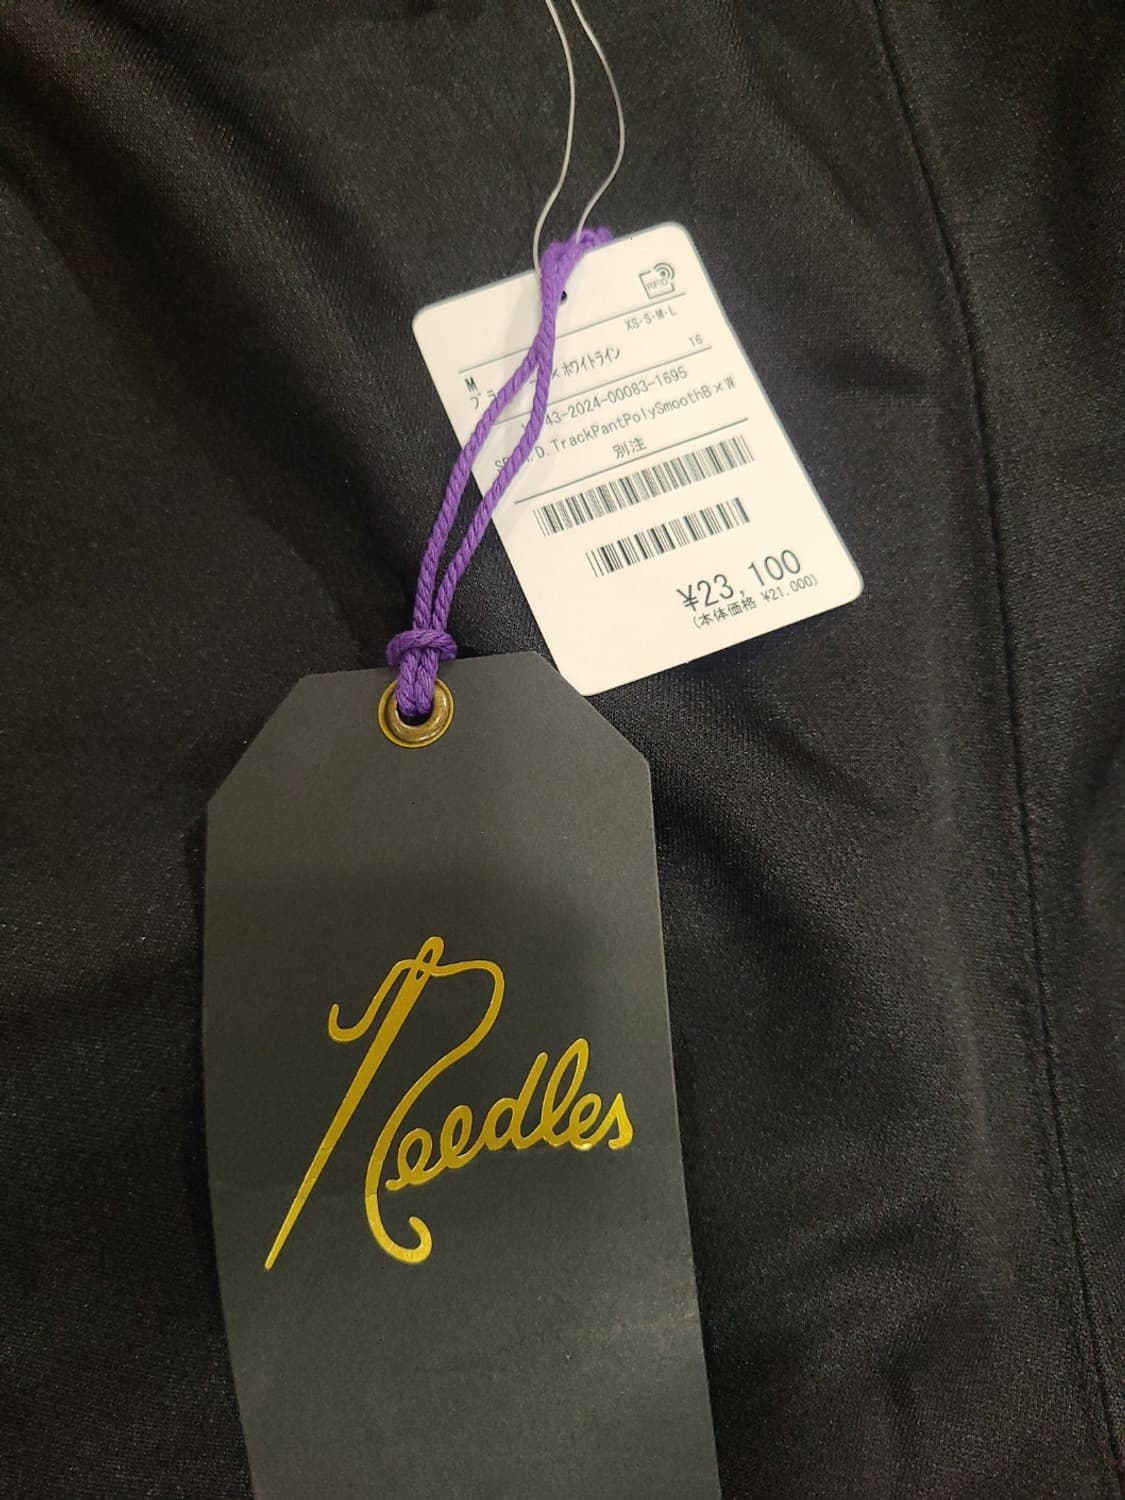 RFID
XS・S・M・L
M
16
×ホワイトライン
43-2024-00083-1695
D.TrackPantPolySmoothB×W
別注
¥23,100
(本体価格 ¥21,000)
Needles